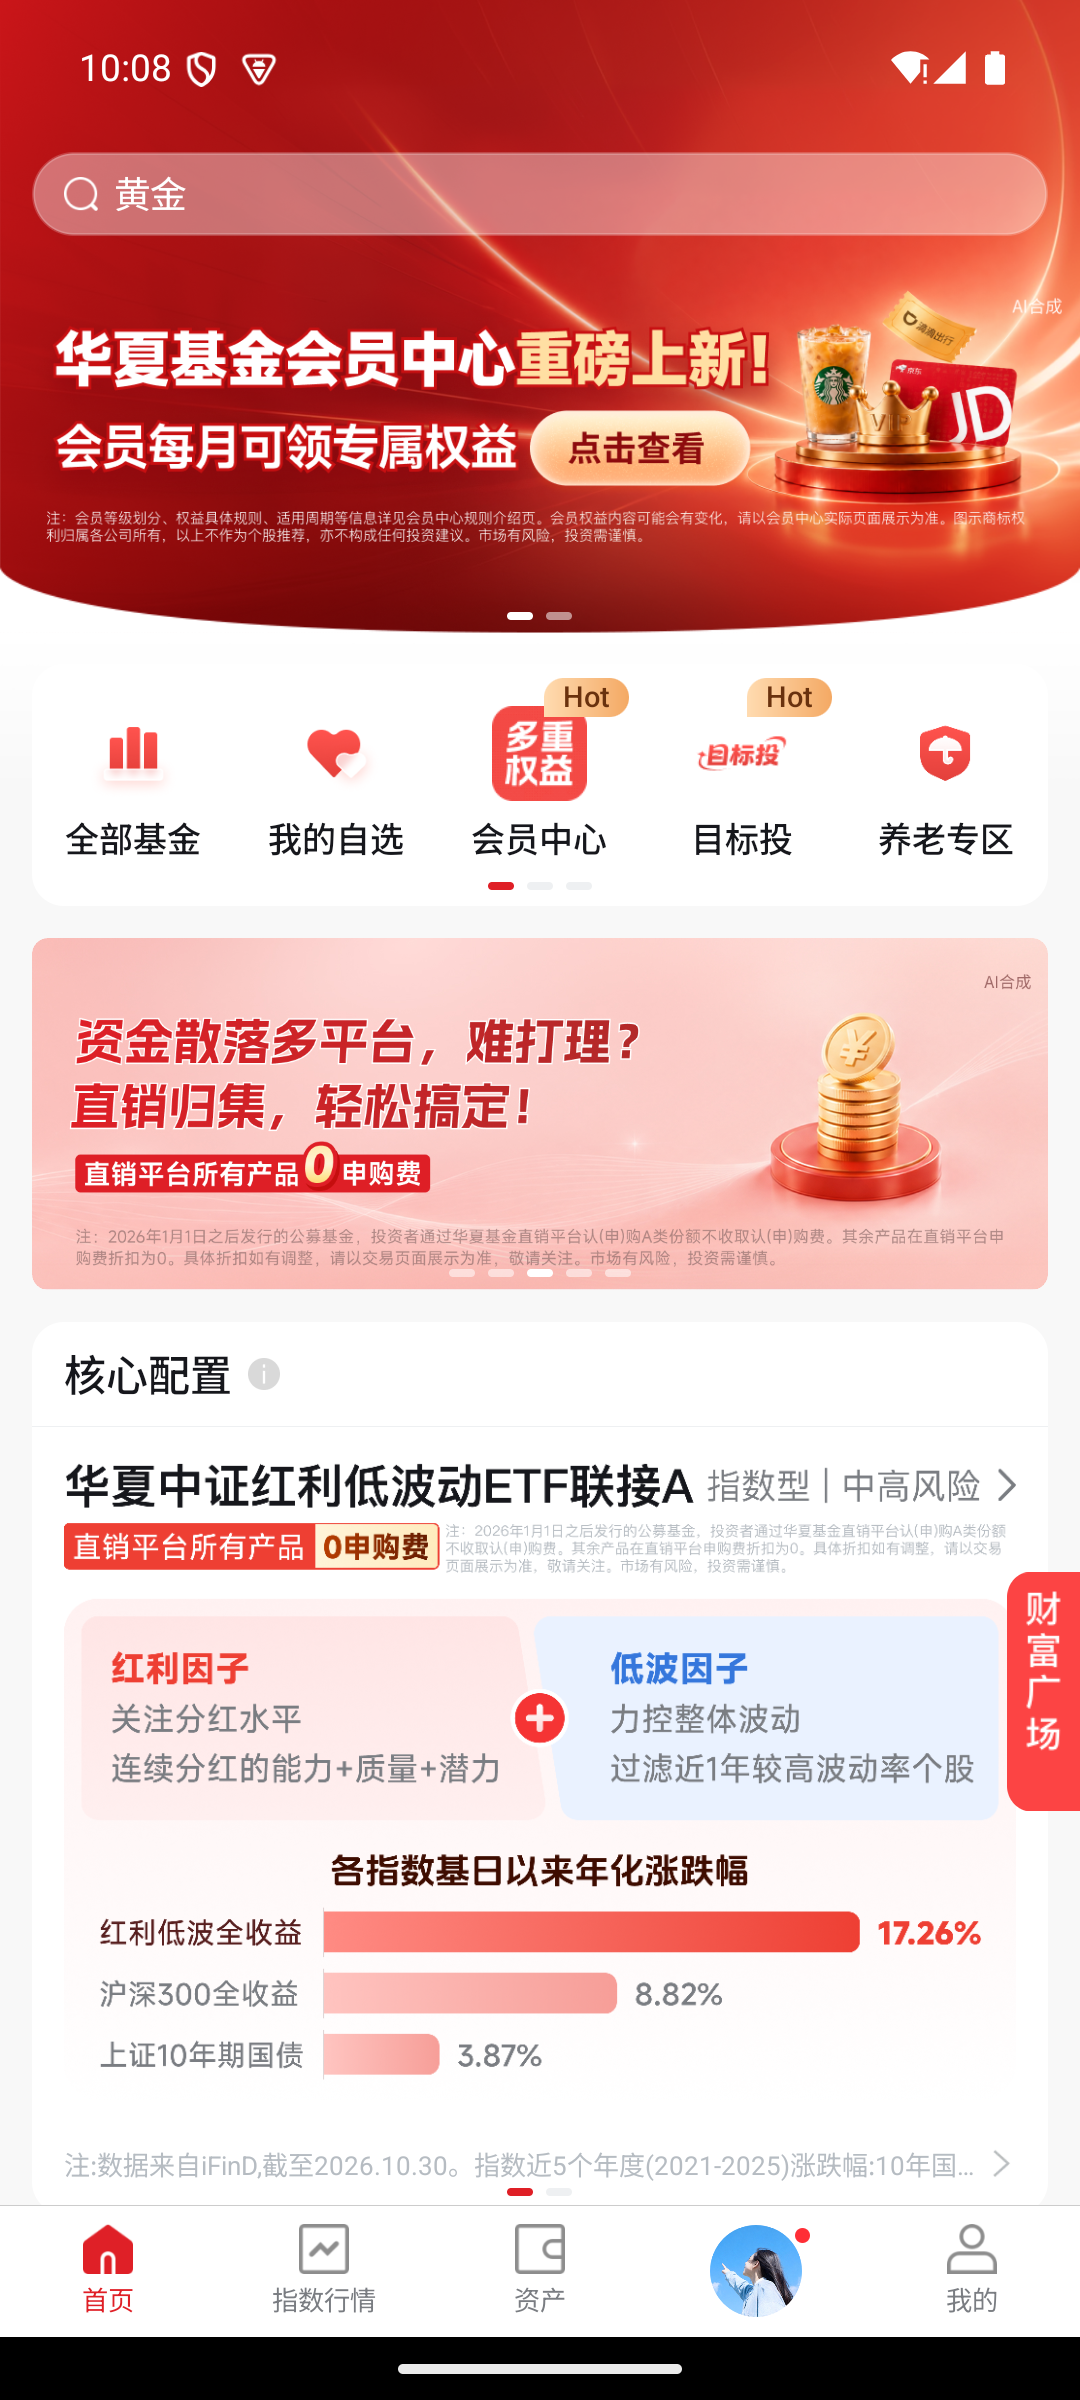 10:08
黄金
AI合成
滴滴出行
华夏基金会员中心重磅上新!
京东
JD
VIP
会员每月可领专属权益
点击查看
注：会员等级划分、权益具体规则、适用周期等信息详见会员中心规则介绍页。会员权益内容可能会有变化，请以会员中心实际页面展示为准。图示商标权
利归属各公司所有，以上不作为个股推荐，亦不构成任何投资建议。市场有风险，投资需谨慎。
Hot
Hot
多重
权益
目标投
全部基金
我的自选
会员中心
目标投
养老专区
AI合成
资金散落多平台，难打理？
直销归集，轻松搞定！
直销平台所有产品0申购费
注：2026年1月1日之后发行的公募基金，投资者通过华夏基金直销平台认(申)购A类份额不收取认(申)购费。其余产品在直销平台申
购费折扣为0。具体折扣如有调整，请以交易页面展示为准，敬请关注。市场有风险，投资需谨慎。
核心配置
华夏中证红利低波动ETF联接A 指数型|中高风险
直销平台所有产品 0申购费
注：2026年1月1日之后发行的公募基金，投资者通过华夏基金直销平台认(申)购A类份额
不收取认(申)购费。其余产品在直销平台申购费折扣为0。具体折扣如有调整，请以交易
页面展示为准，敬请关注。市场有风险，投资需谨慎。
财富广场
红利因子
关注分红水平
连续分红的能力+质量+潜力
低波因子
力控整体波动
过滤近1年较高波动率个股
各指数基日以来年化涨跌幅
红利低波全收益 17.26%
沪深300全收益 8.82%
上证10年期国债 3.87%
注:数据来自iFinD,截至2026.10.30。指数近5个年度(2021-2025)涨跌幅:10年国...
首页
指数行情
资产
我的